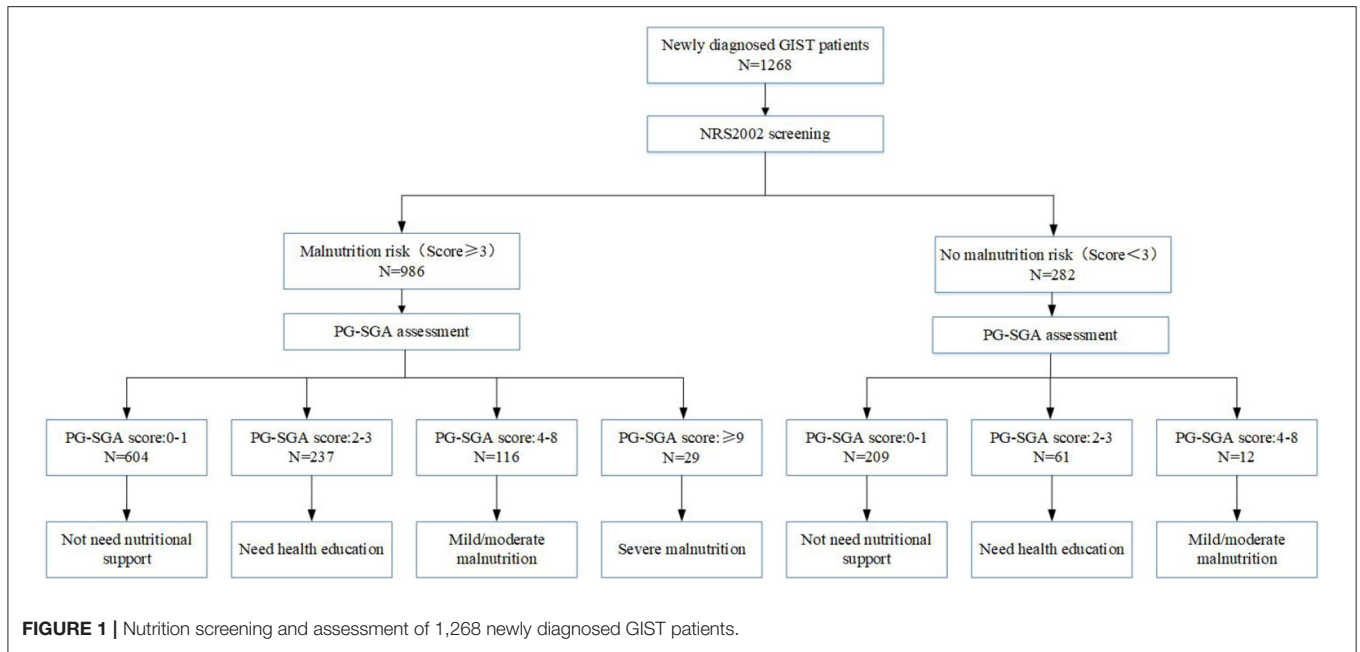 Newly diagnosed GIST patients
N=1268
NRS2002 screening
Malnutrition risk（Score≥3）
N=986
No malnutrition risk（Score＜3）
N=282
PG-SGA assessment
PG-SGA assessment
PG-SGA score:0-1
N=604
PG-SGA score:2-3
N=237
PG-SGA score:4-8
N=116
PG-SGA score:≥9
N=29
PG-SGA score:0-1
N=209
PG-SGA score:2-3
N=61
PG-SGA score:4-8
N=12
Not need nutritional
support
Need health education
Mild/moderate
malnutrition
Severe malnutrition
Not need nutritional
support
Need health education
Mild/moderate
malnutrition
FIGURE 1 | Nutrition screening and assessment of 1,268 newly diagnosed GIST patients.